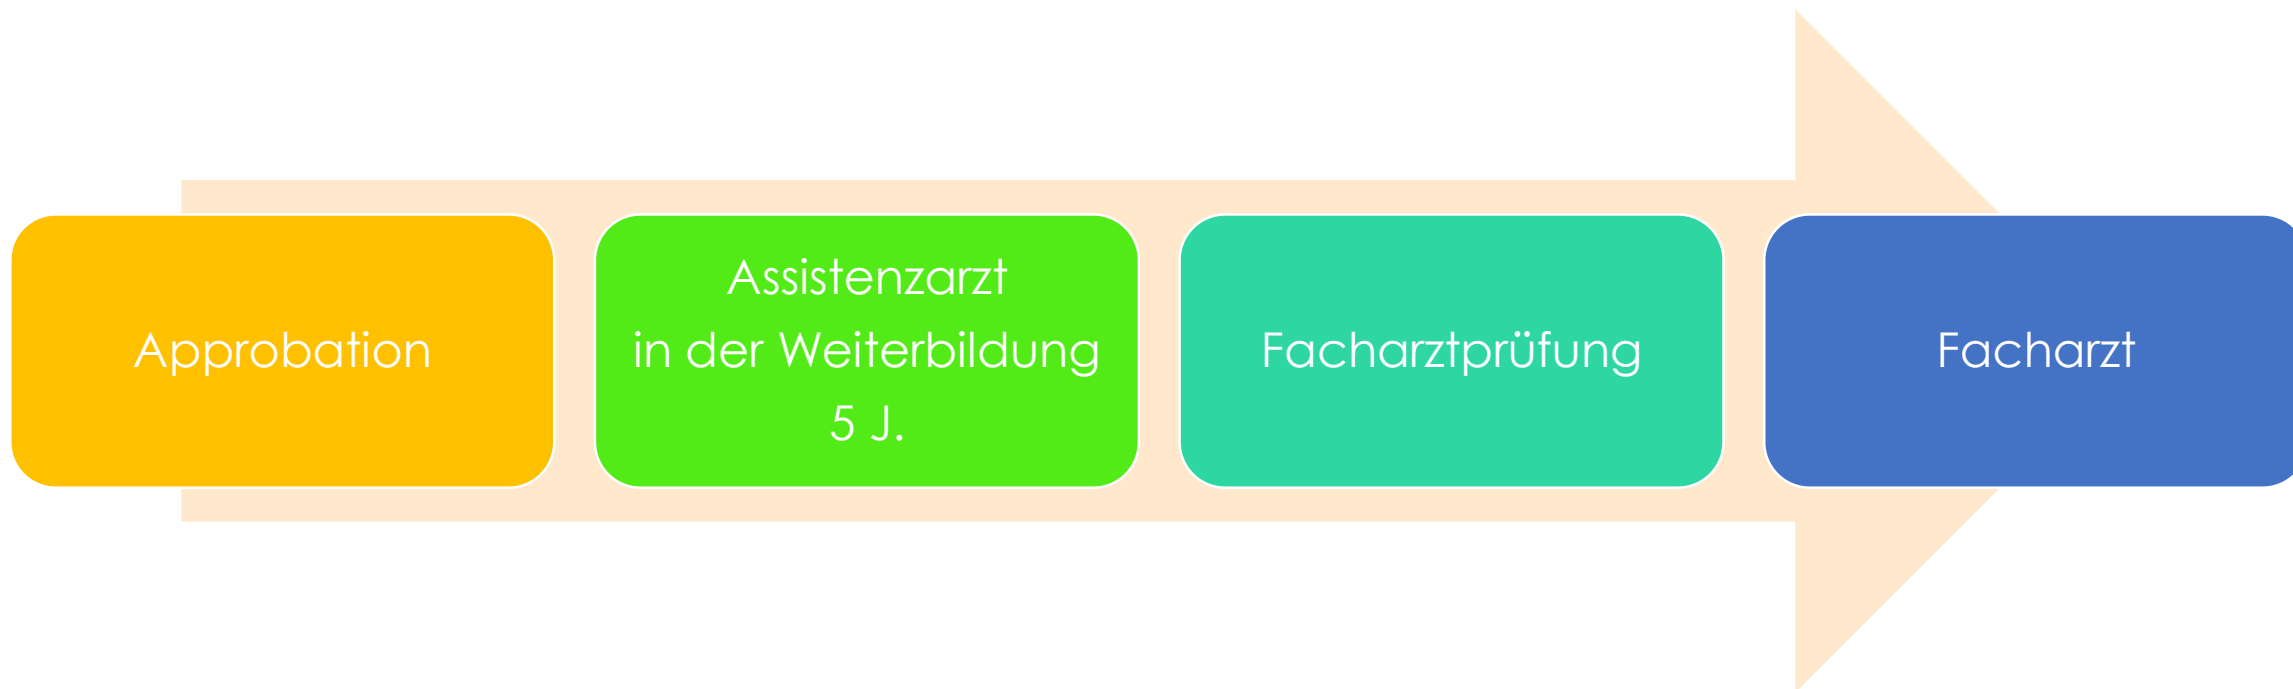 Approbation
Assistenzarzt
in der Weiterbildung
5 J.
Facharztprüfung
Facharzt